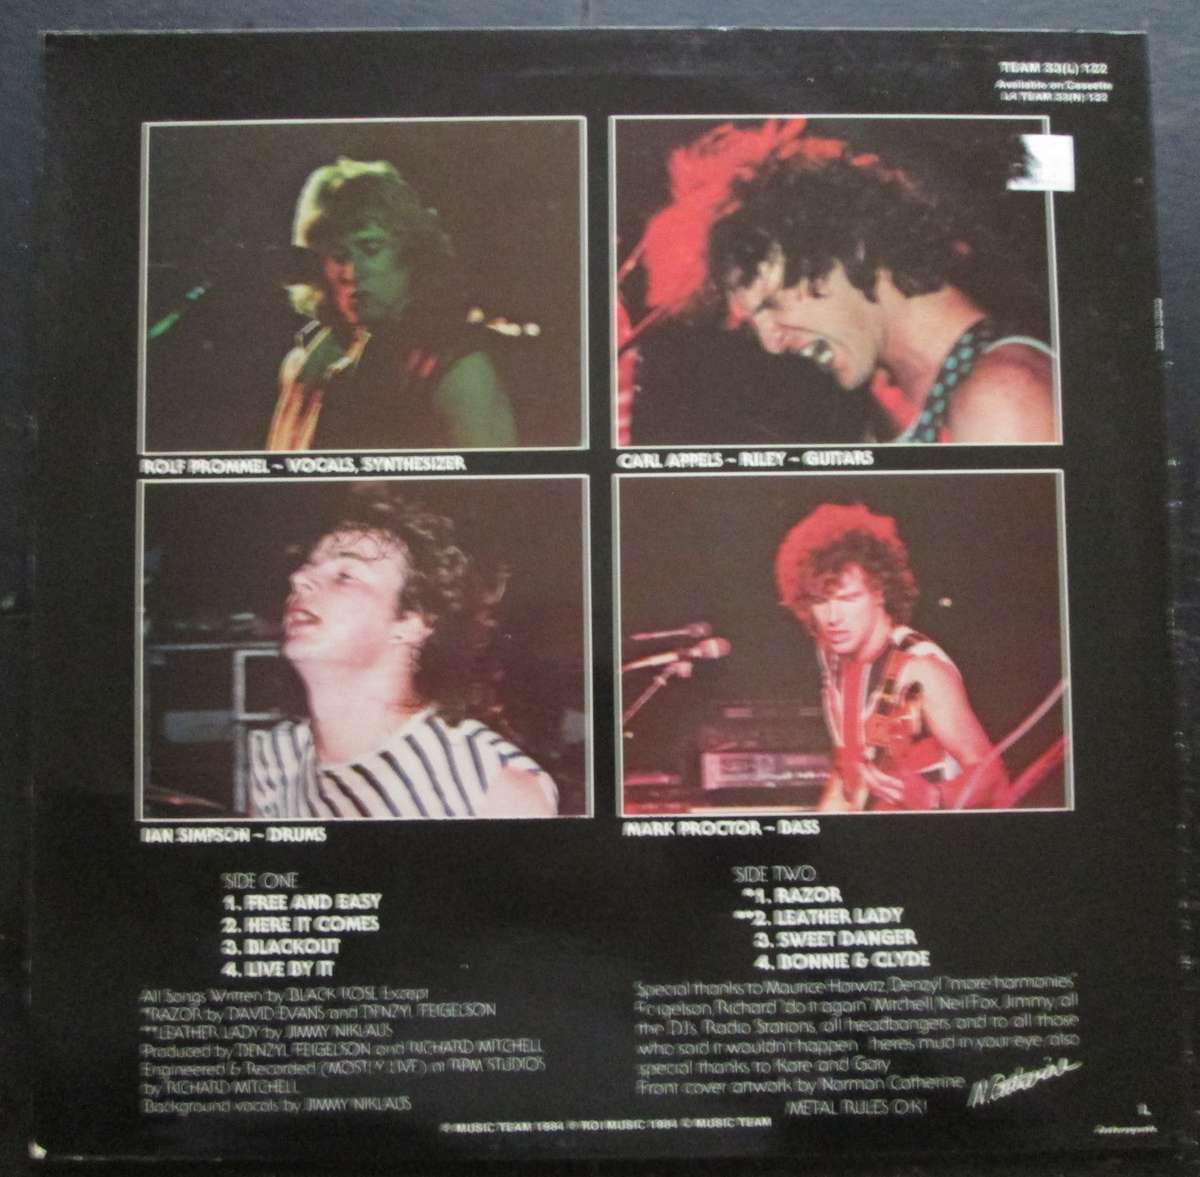 TEAM 33(L) 122
Available on Cassette
L4 TEAM 33(N) 122
ROLF PROMMEL ~ VOCALS, SYNTHESIZER
CARL APPELS ~ RILEY ~ GUITARS
IAN SIMPSON ~ DRUMS
MARK PROCTOR ~ BASS
SIDE ONE
1. FREE AND EASY
2. HERE IT COMES
3. BLACKOUT
4. LIVE BY IT
SIDE TWO
*1. RAZOR
**2. LEATHER LADY
3. SWEET DANGER
4. BONNIE & CLYDE
All Songs Written by BLACK ROSE Except
*RAZOR by DAVID EVANS and DENZYL FEIGELSON
**LEATHER LADY by JIMMY NIKLAUS
Produced by DENZYL FEIGELSON and RICHARD MITCHELL
Engineered & Recorded (MOSTLY LIVE) at RPM STUDIOS
by RICHARD MITCHELL
Background vocals by JIMMY NIKLAUS
Special thanks to Maurice Horwitz, Denzyl "more harmonies"
Feigelson, Richard "do it again" Mitchell, Neil Fox, Jimmy, all
the DJ's, Radio Stations, all headbangers and to all those
who said it wouldn't happen, theres mud in your eye, also
special thanks to Kate and Gary
Front cover artwork by Norman Catherine
N. Catherine
METAL RULES OK!
℗ MUSIC TEAM 1984 © ROI MUSIC 1984 © MUSIC TEAM